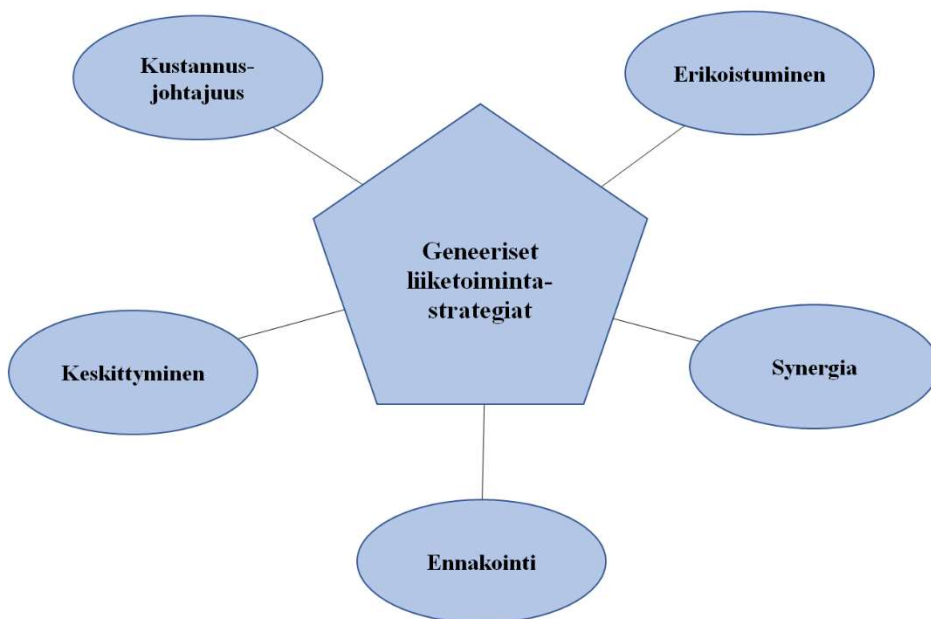 Kustannus-
johtajuus
Erikoistuminen
Geneeriset
liiketoiminta-
strategiat
Keskittyminen
Synergia
Ennakointi